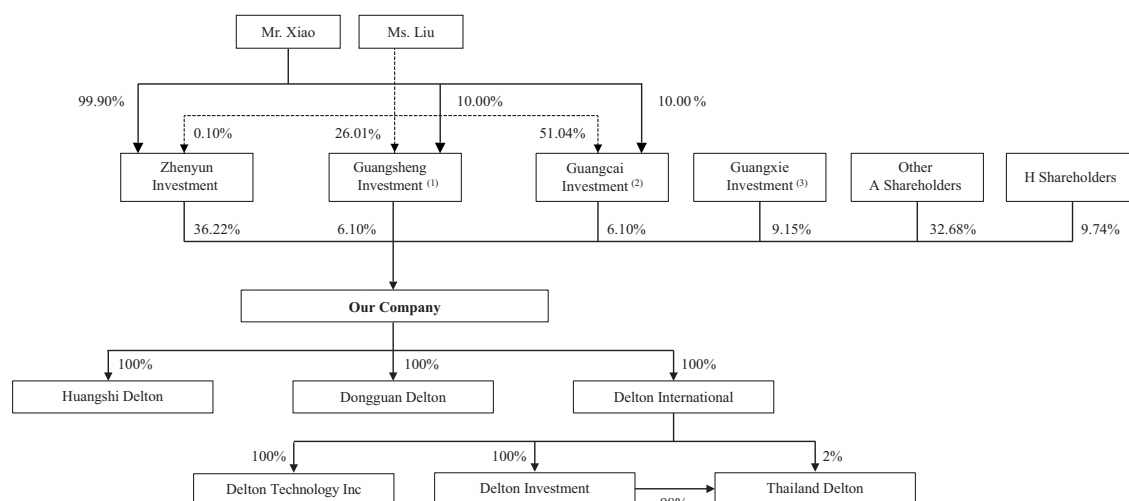 Mr. Xiao
Ms. Liu
99.90%
10.00%
10.00%
0.10%
26.01%
51.04%
Zhenyun
Investment
Guangsheng
Investment (1)
Guangcai
Investment (2)
Guangxie
Investment (3)
Other
A Shareholders
H Shareholders
36.22%
6.10%
6.10%
9.15%
32.68%
9.74%
Our Company
100%
100%
100%
Huangshi Delton
Dongguan Delton
Delton International
100%
100%
2%
Delton Technology Inc
Delton Investment
Thailand Delton
98%